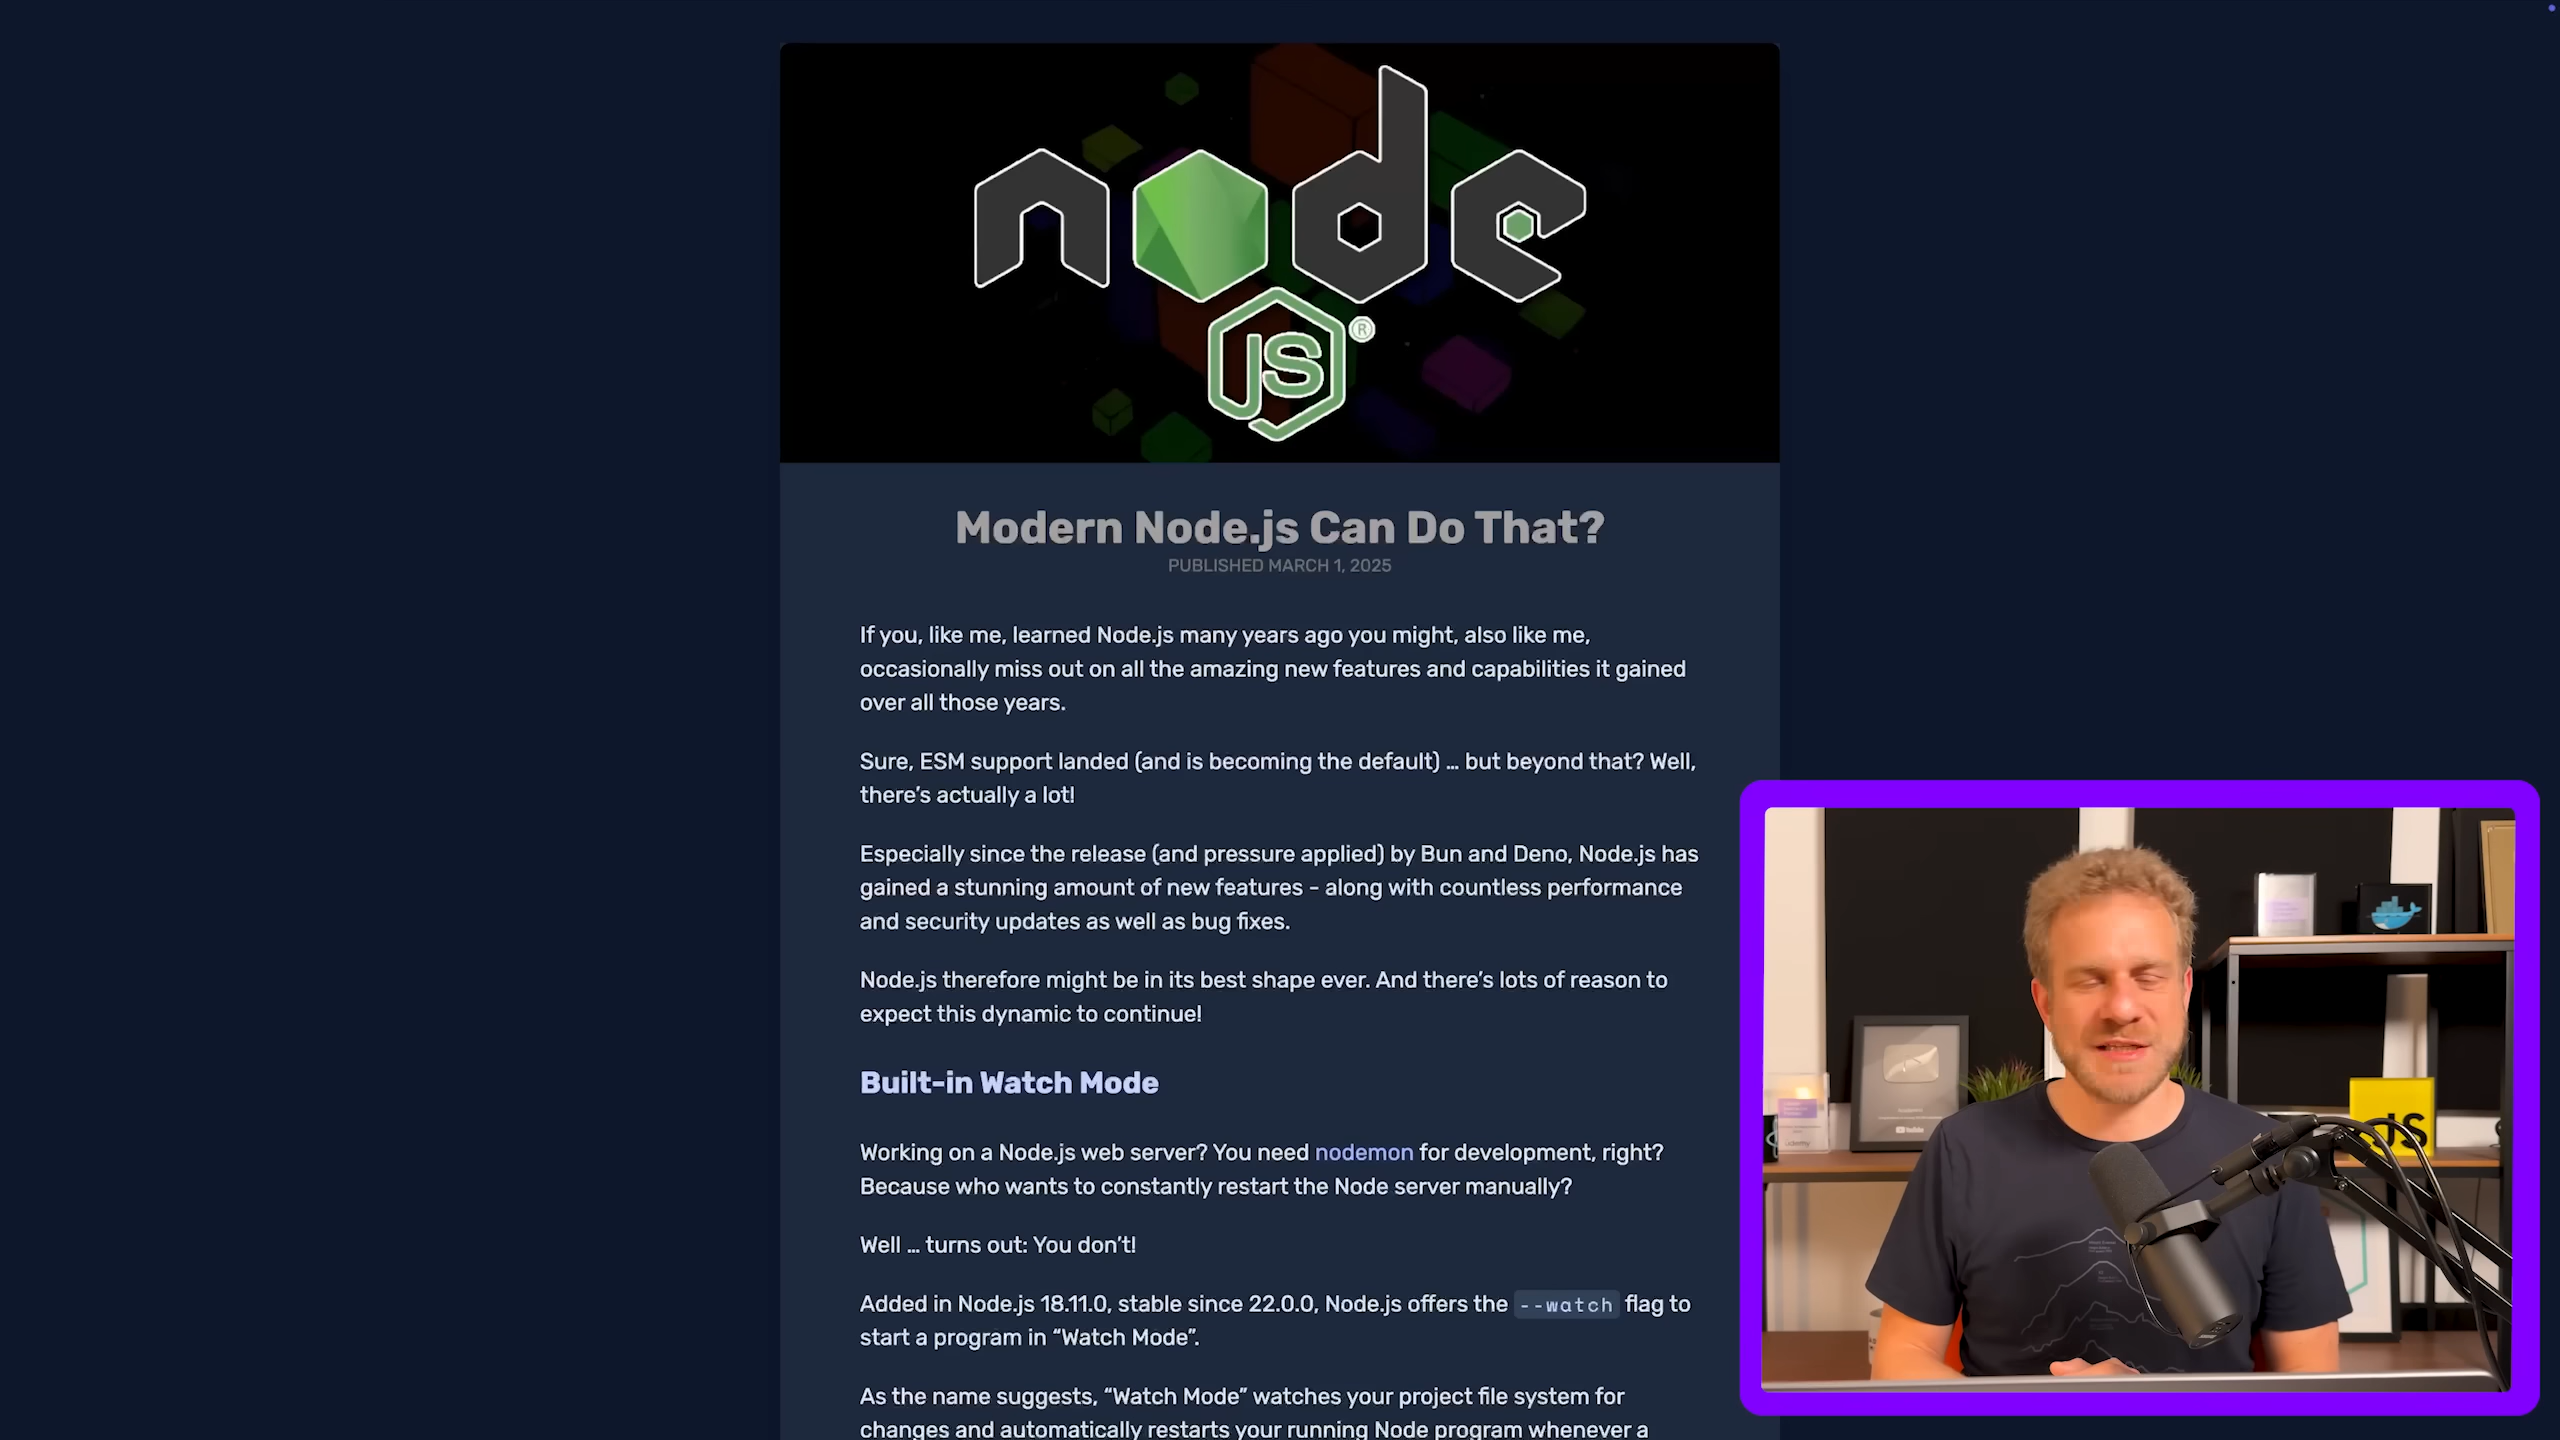 node
JS®
Modern Node.js Can Do That?
PUBLISHED MARCH 1, 2025
If you, like me, learned Node.js many years ago you might, also like me,
occasionally miss out on all the amazing new features and capabilities it gained
over all those years.
Sure, ESM support landed (and is becoming the default) … but beyond that? Well,
there’s actually a lot!
Especially since the release (and pressure applied) by Bun and Deno, Node.js has
gained a stunning amount of new features - along with countless performance
and security updates as well as bug fixes.
Node.js therefore might be in its best shape ever. And there’s lots of reason to
expect this dynamic to continue!
Built-in Watch Mode
Working on a Node.js web server? You need nodemon for development, right?
Because who wants to constantly restart the Node server manually?
Well … turns out: You don’t!
Added in Node.js 18.11.0, stable since 22.0.0, Node.js offers the --watch flag to
start a program in “Watch Mode”.
As the name suggests, “Watch Mode” watches your project file system for
changes and automatically restarts your running Node program whenever a
JS
YouTube